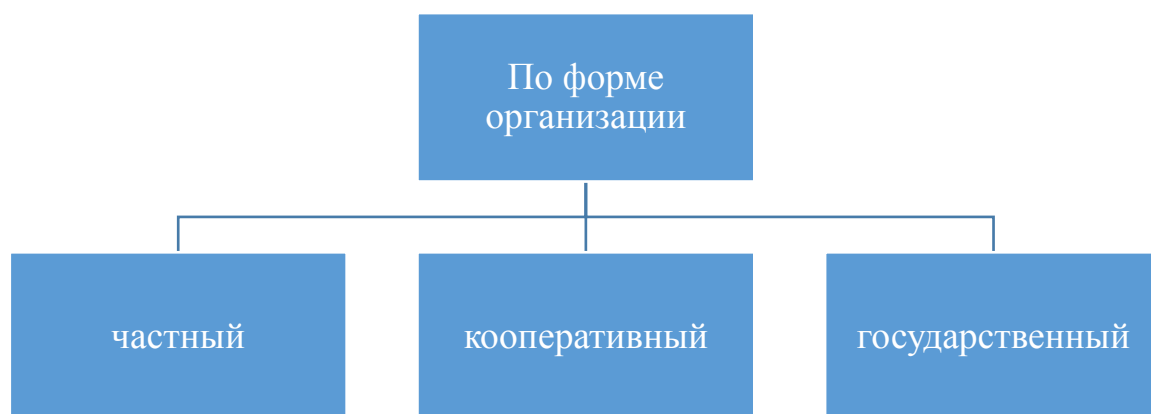 По форме
организации
частный
кооперативный
государственный